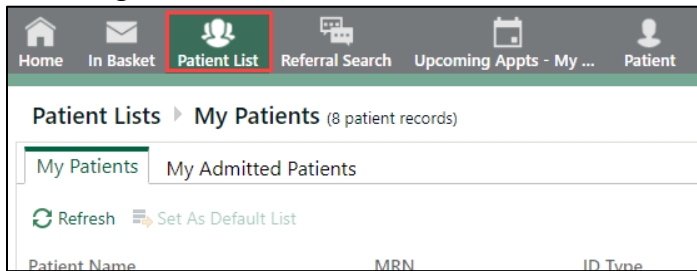 Home In Basket Patient List Referral Search Upcoming Appts - My ... Patient
Patient Lists My Patients (8 patient records)
My Patients My Admitted Patients
Refresh Set As Default List
Patient Name MRN ID Type